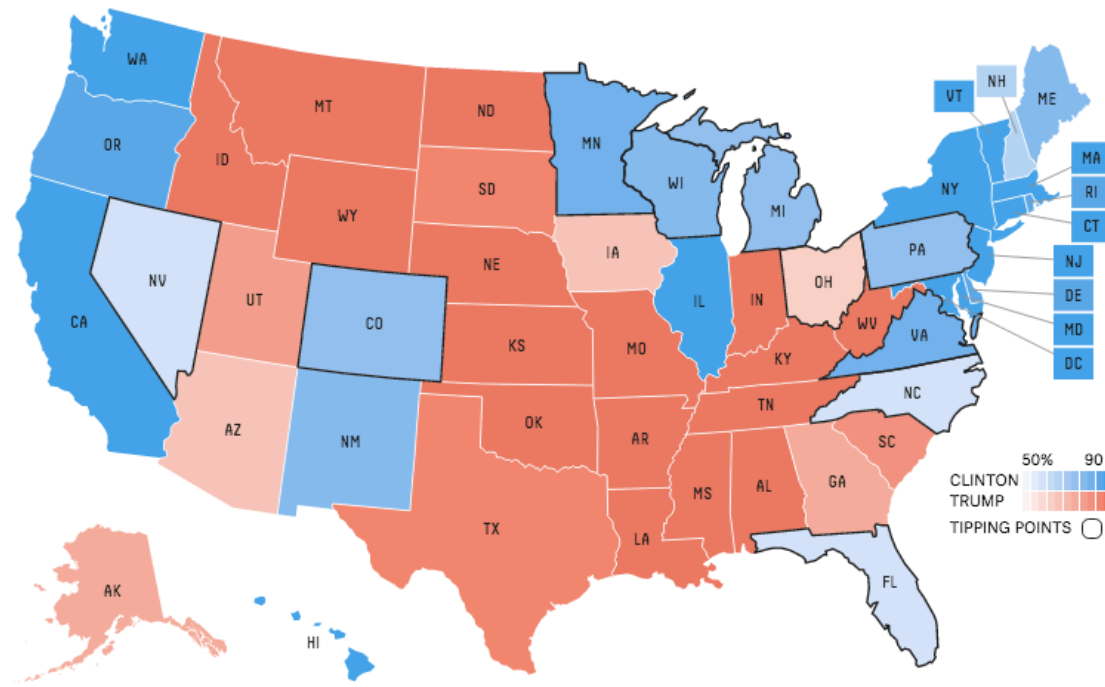 WA
MT
ND
MN
VT
NH
ME
OR
ID
SD
WI
MI
NY
MA
RI
CT
WY
IA
PA
NV
NE
OH
NJ
UT
IL
IN
DE
CA
CO
WV
VA
MD
KS
MO
KY
DC
NC
TN
AZ
NM
OK
AR
SC
MS
AL
GA
50% 90
CLINTON
TRUMP
TIPPING POINTS
TX
LA
FL
AK
HI